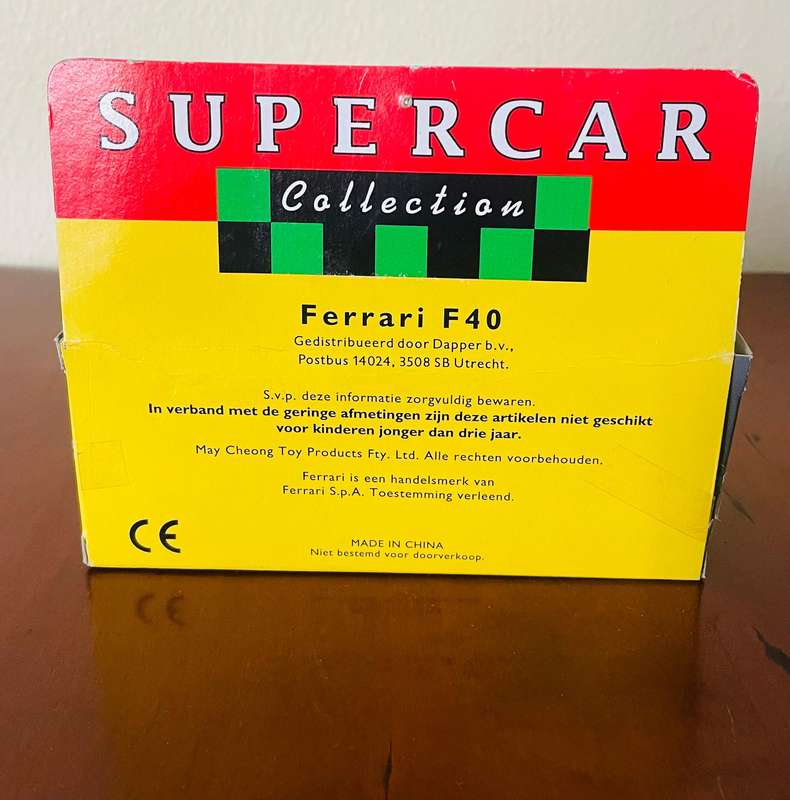 SUPERCAR
Collection
Ferrari F40
Gedistribueerd door Dapper b.v.,
Postbus 14024, 3508 SB Utrecht.
S.v.p. deze informatie zorgvuldig bewaren.
In verband met de geringe afmetingen zijn deze artikelen niet geschikt
voor kinderen jonger dan drie jaar.
May Cheong Toy Products Fty. Ltd. Alle rechten voorbehouden.
Ferrari is een handelsmerk van
Ferrari S.p.A. Toestemming verleend.
CE
MADE IN CHINA
Niet bestemd voor doorverkoop.